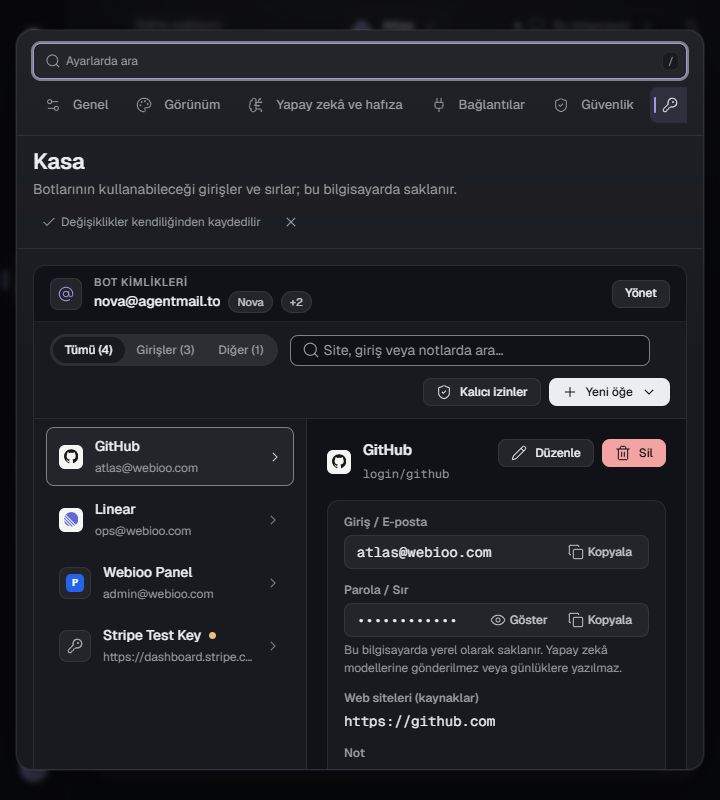 Ayarlarda ara
/
Genel
Görünüm
Yapay zekâ ve hafıza
Bağlantılar
Güvenlik
Kasa
Botlarının kullanabileceği girişler ve sırlar; bu bilgisayarda saklanır.
Değişiklikler kendiliğinden kaydedilir
BOT KİMLİKLERİ
nova@agentmail.to
Nova
+2
Yönet
Tümü (4)
Girişler (3)
Diğer (1)
Site, giriş veya notlarda ara...
Kalıcı izinler
Yeni öğe
GitHub
atlas@webioo.com
Linear
ops@webioo.com
P
Webioo Panel
admin@webioo.com
Stripe Test Key
https://dashboard.stripe.c...
GitHub
login/github
Düzenle
Sil
Giriş / E-posta
atlas@webioo.com
Kopyala
Parola / Sır
••••••••••••
Göster
Kopyala
Bu bilgisayarda yerel olarak saklanır. Yapay zekâ
modellerine gönderilmez veya günlüklere yazılmaz.
Web siteleri (kaynaklar)
https://github.com
Not